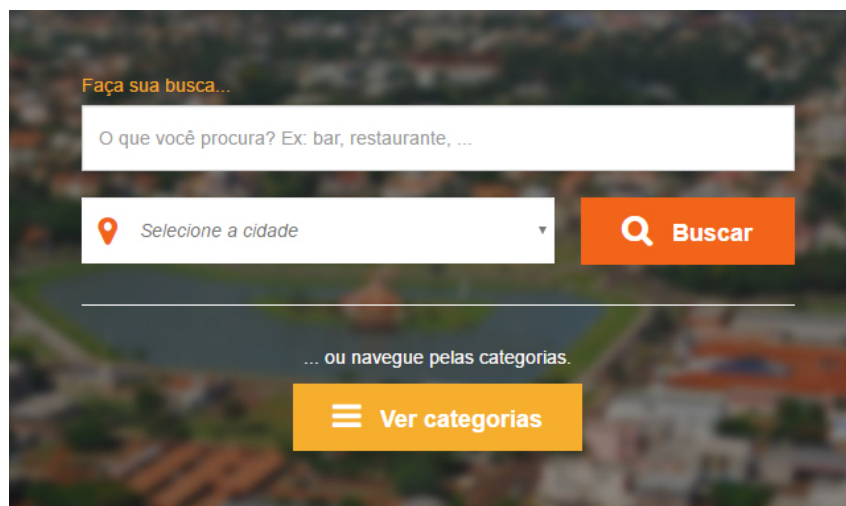 Faça sua busca...
O que você procura? Ex: bar, restaurante, ...
Selecione a cidade
Buscar
... ou navegue pelas categorias.
Ver categorias